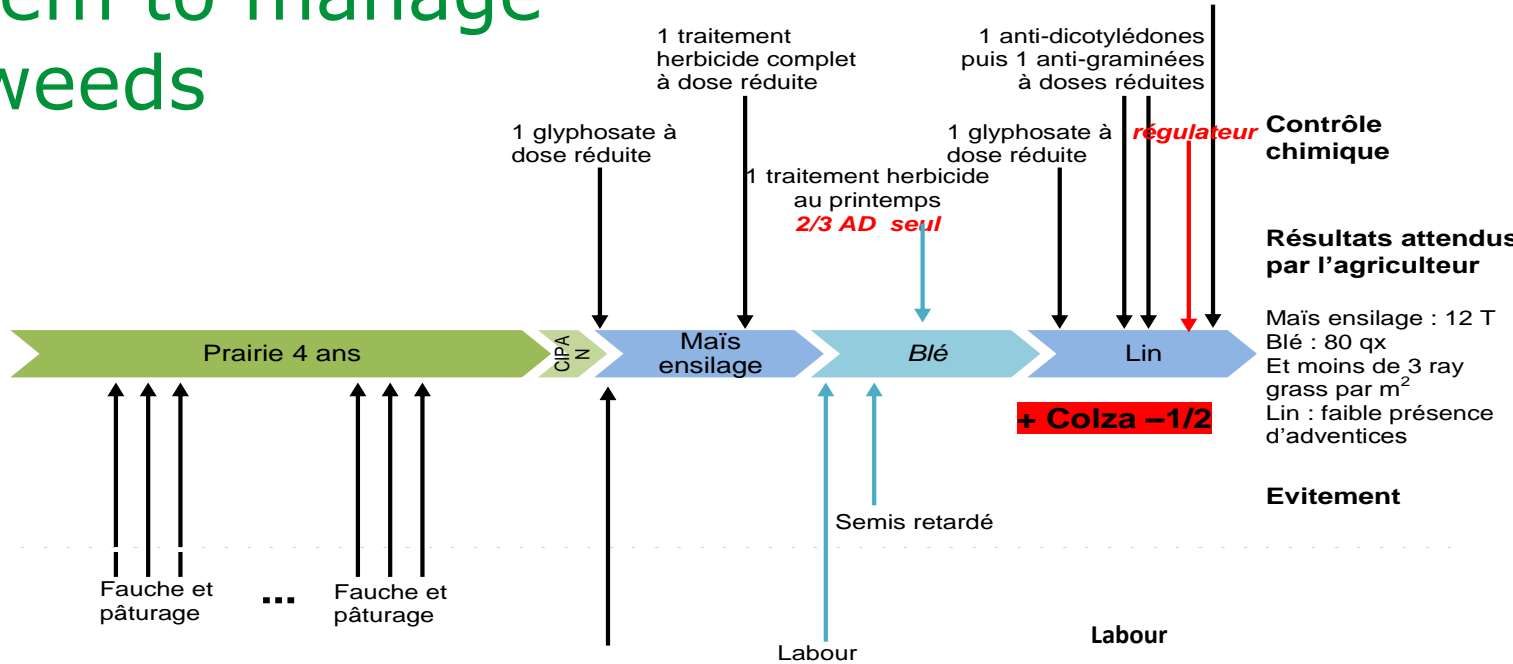 em to manage
weeds
1 traitement
herbicide complet
à dose réduite
1 anti-dicotylédones
puis 1 anti-graminées
à doses réduites
1 glyphosate à
dose réduite
1 glyphosate à
dose réduite
régulateur
Contrôle
chimique
1 traitement herbicide
au printemps
2/3 AD seul
Résultats attendus
par l'agriculteur
Prairie 4 ans
CIPA
N
Maïs
ensilage
Blé
Lin
Maïs ensilage : 12 T
Blé : 80 qx
Et moins de 3 ray
grass par m²
Lin : faible présence
d'adventices
+ Colza –1/2
Evitement
Semis retardé
Fauche et
pâturage
...
Fauche et
pâturage
Labour
Labour